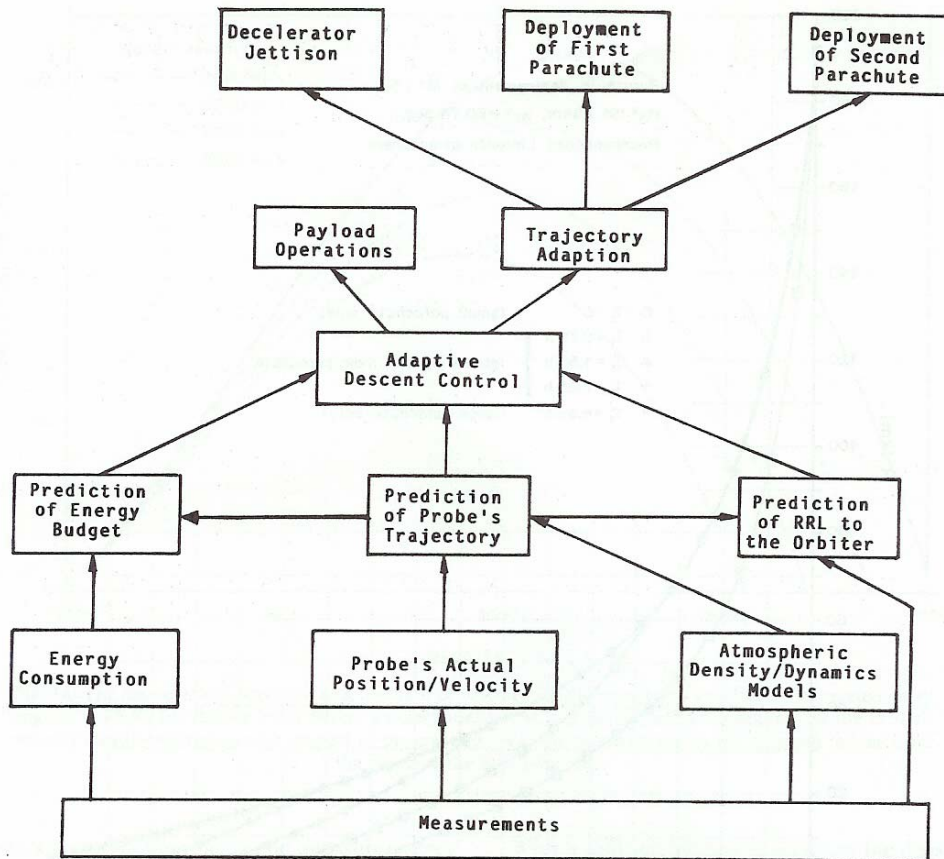 Decelerator
Jettison
Deployment
of First
Parachute
Deployment
of Second
Parachute
Payload
Operations
Trajectory
Adaption
Adaptive
Descent Control
Prediction
of Energy
Budget
Prediction
of Probe's
Trajectory
Prediction
of RRL to
the Orbiter
Energy
Consumption
Probe's Actual
Position/Velocity
Atmospheric
Density/Dynamics
Models
Measurements